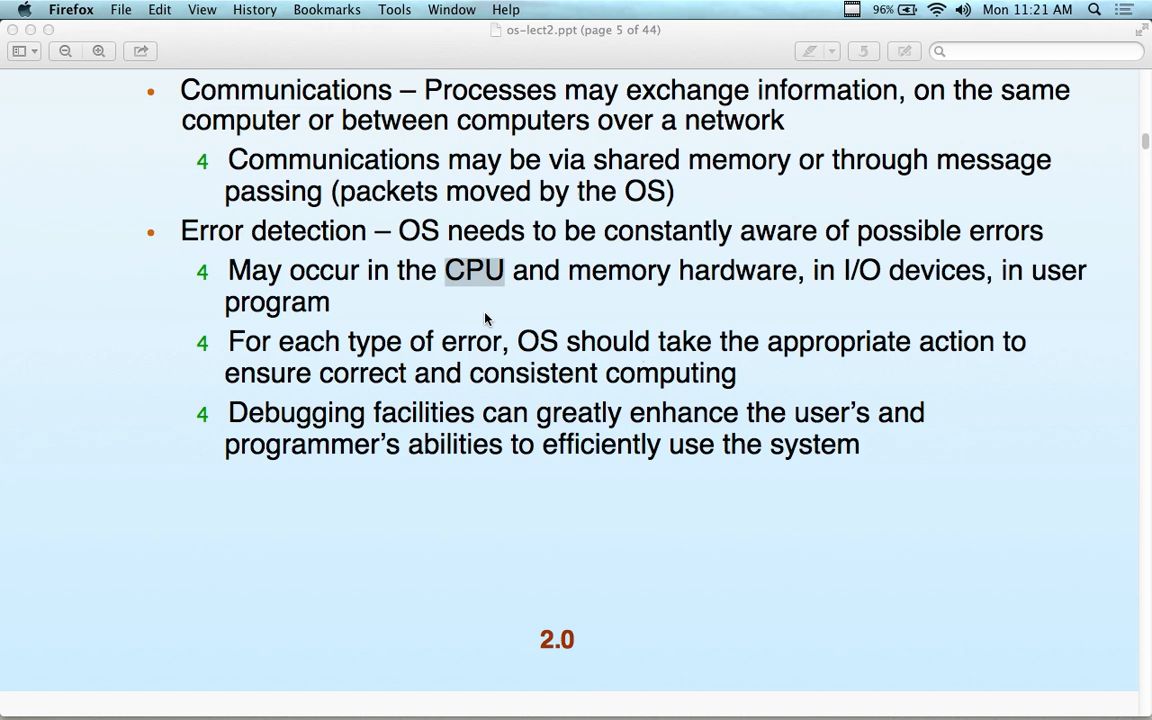 Firefox File Edit View History Bookmarks Tools Window Help 96% Mon 11:21 AM
os-lect2.ppt (page 5 of 44)
• Communications – Processes may exchange information, on the same
computer or between computers over a network
4 Communications may be via shared memory or through message
passing (packets moved by the OS)
• Error detection – OS needs to be constantly aware of possible errors
4 May occur in the CPU and memory hardware, in I/O devices, in user
program
4 For each type of error, OS should take the appropriate action to
ensure correct and consistent computing
4 Debugging facilities can greatly enhance the user’s and
programmer’s abilities to efficiently use the system
2.0